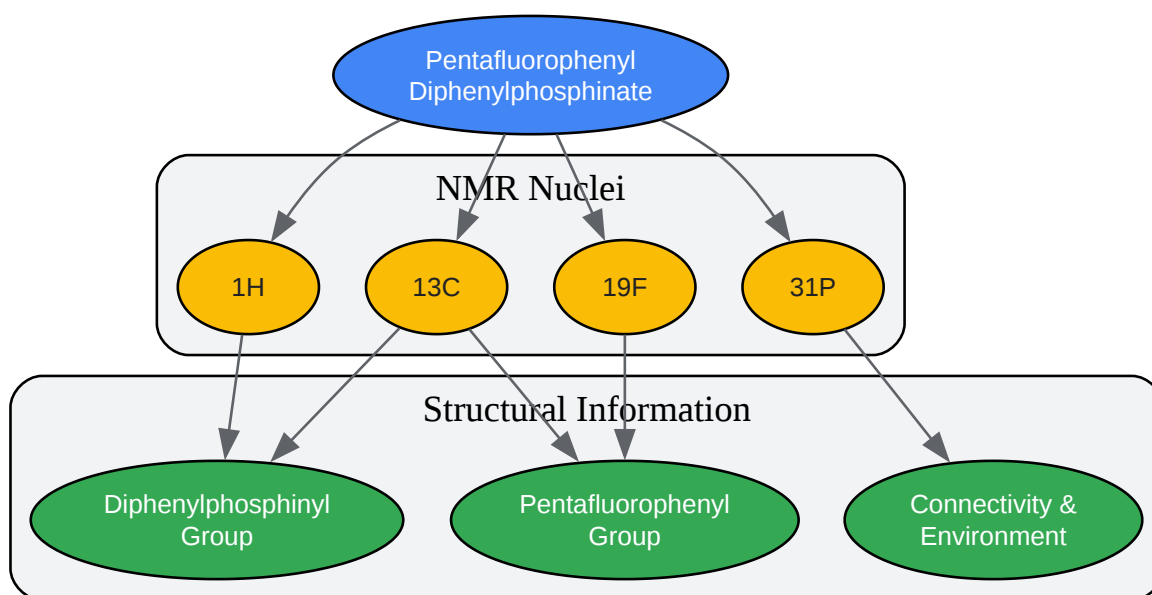 Pentafluorophenyl
Diphenylphosphinate
NMR Nuclei
1H
13C
19F
31P
Structural Information
Diphenylphosphinyl
Group
Pentafluorophenyl
Group
Connectivity &
Environment